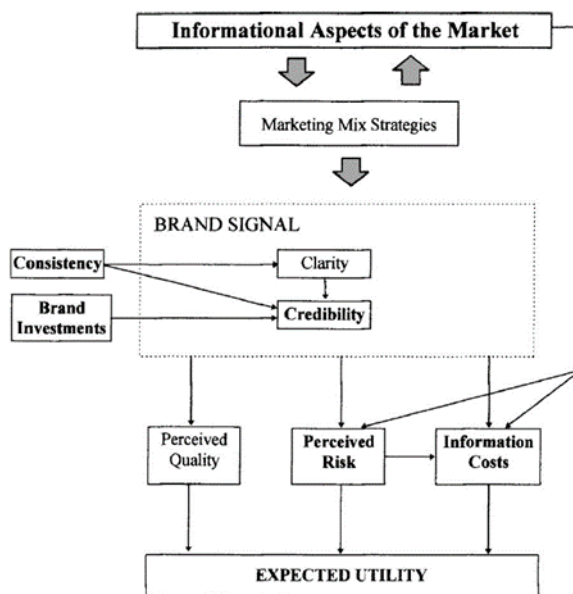 Informational Aspects of the Market
Marketing Mix Strategies
BRAND SIGNAL
Consistency
Clarity
Brand
Investments
Credibility
Perceived
Quality
Perceived
Risk
Information
Costs
EXPECTED UTILITY